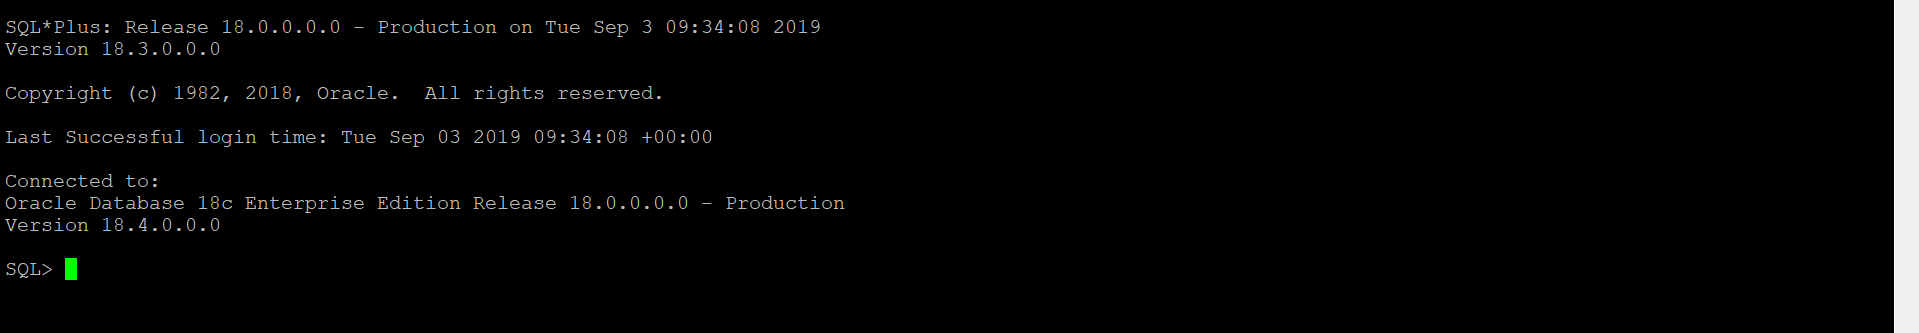 SQL*Plus: Release 18.0.0.0.0 - Production on Tue Sep 3 09:34:08 2019
Version 18.3.0.0.0
Copyright (c) 1982, 2018, Oracle.  All rights reserved.
Last Successful login time: Tue Sep 03 2019 09:34:08 +00:00
Connected to:
Oracle Database 18c Enterprise Edition Release 18.0.0.0.0 - Production
Version 18.4.0.0.0
SQL>